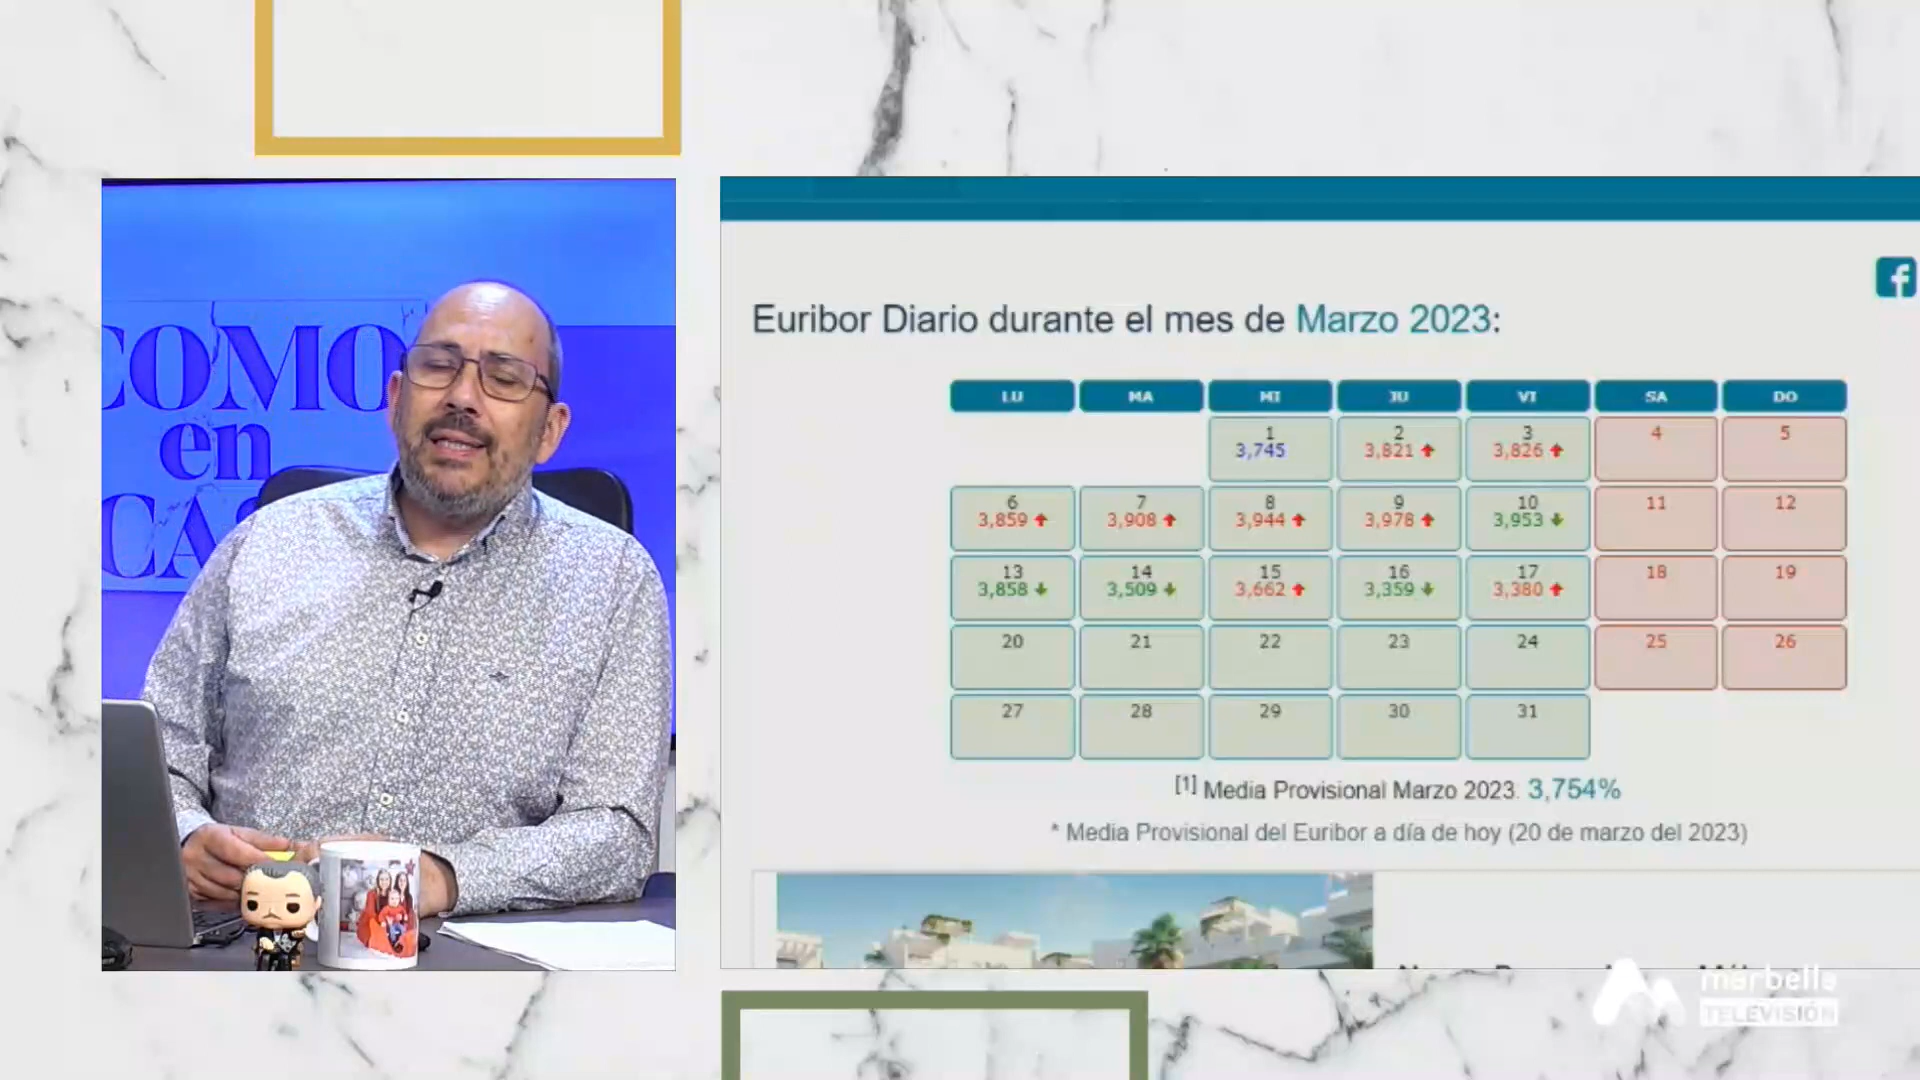 COMO
en
CAS
Euribor Diario durante el mes de Marzo 2023:
LU MA MI JU VI SA DO
1 2 3 4 5
3,745 3,821 3,826
6 7 8 9 10 11 12
3,859 3,908 3,944 3,978 3,953
13 14 15 16 17 18 19
3,858 3,509 3,662 3,359 3,380
20 21 22 23 24 25 26
27 28 29 30 31
[1] Media Provisional Marzo 2023. 3,754%
* Media Provisional del Euribor a día de hoy (20 de marzo del 2023)
marbella
TELEVISIÓN